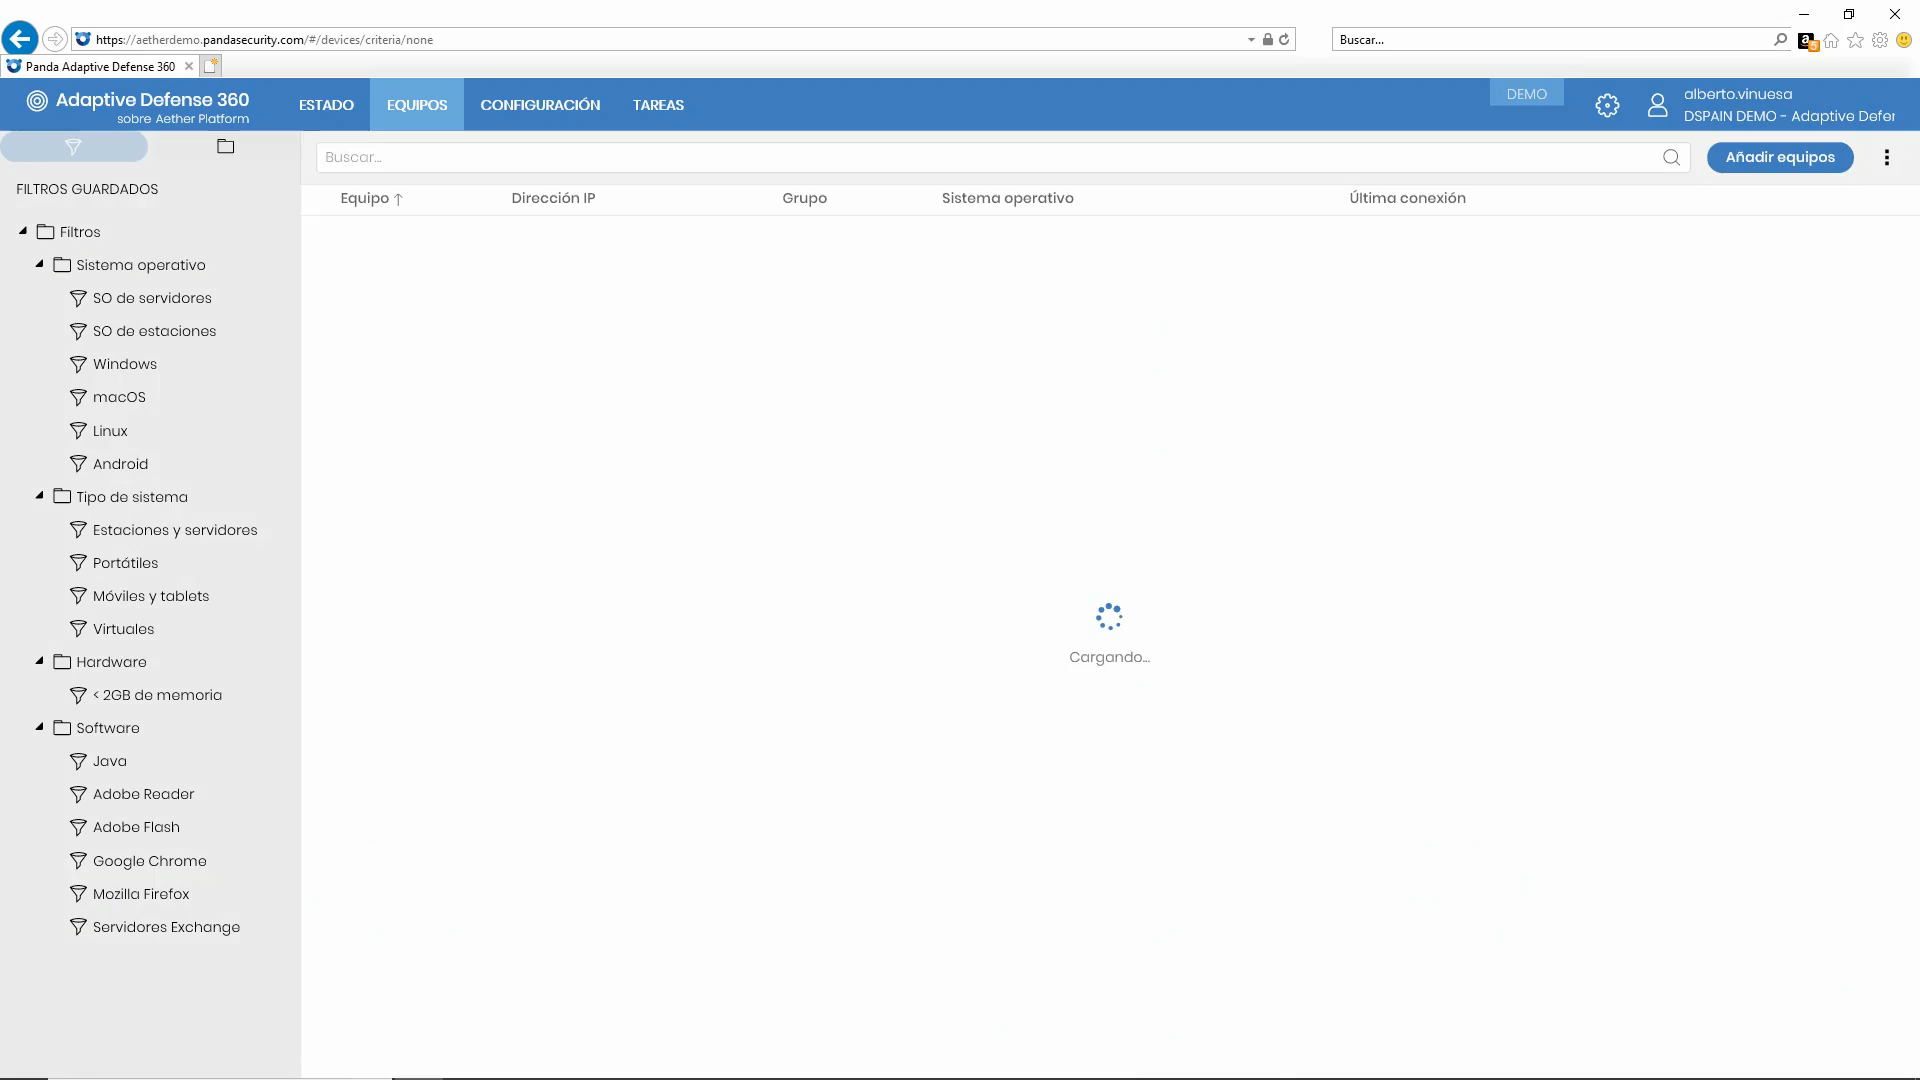 https://aetherdemo.pandasecurity.com/#/devices/criteria/none
Buscar...
Panda Adaptive Defense 360
Adaptive Defense 360
sobre Aether Platform
ESTADO
EQUIPOS
CONFIGURACIÓN
TAREAS
DEMO
alberto.vinuesa
DSPAIN DEMO - Adaptive Defer
FILTROS GUARDADOS
Filtros
Sistema operativo
SO de servidores
SO de estaciones
Windows
macOS
Linux
Android
Tipo de sistema
Estaciones y servidores
Portátiles
Móviles y tablets
Virtuales
Hardware
< 2GB de memoria
Software
Java
Adobe Reader
Adobe Flash
Google Chrome
Mozilla Firefox
Servidores Exchange
Buscar...
Añadir equipos
Equipo
Dirección IP
Grupo
Sistema operativo
Última conexión
Cargando...